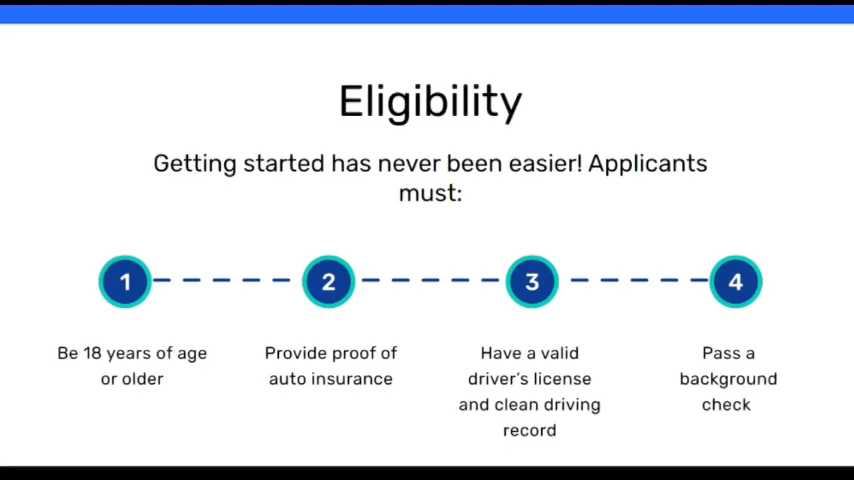 Eligibility
Getting started has never been easier! Applicants
must:
1
2
3
4
Be 18 years of age
or older
Provide proof of
auto insurance
Have a valid
driver's license
and clean driving
record
Pass a
background
check